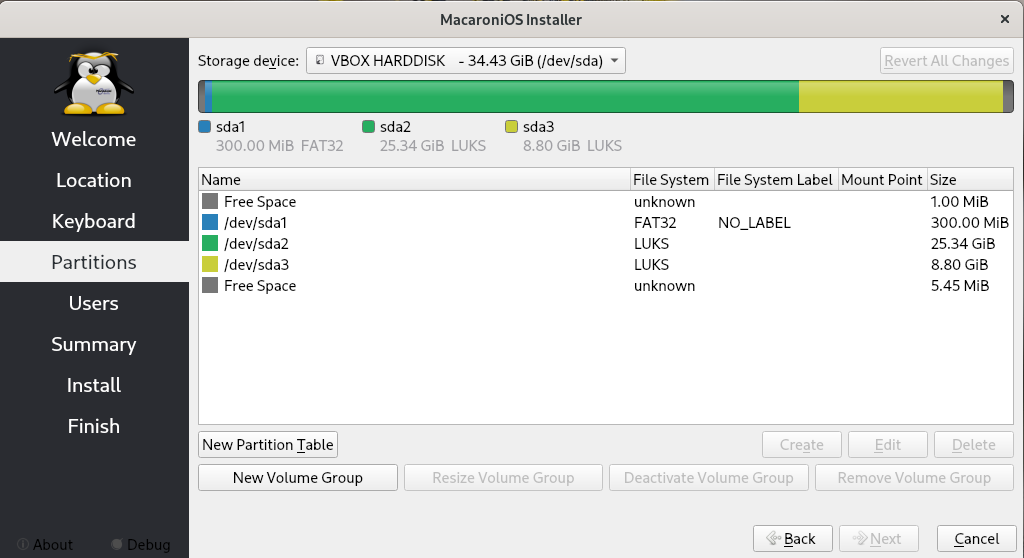 MacaroniOS Installer
Welcome
Location
Keyboard
Partitions
Users
Summary
Install
Finish
About Debug
Storage device: VBOX HARDDISK - 34.43 GiB (/dev/sda) Revert All Changes
sda1 sda2 sda3
300.00 MiB FAT32 25.34 GiB LUKS 8.80 GiB LUKS
Name File System File System Label Mount Point Size
Free Space unknown 1.00 MiB
/dev/sda1 FAT32 NO_LABEL 300.00 MiB
/dev/sda2 LUKS 25.34 GiB
/dev/sda3 LUKS 8.80 GiB
Free Space unknown 5.45 MiB
New Partition Table Create Edit Delete
New Volume Group Resize Volume Group Deactivate Volume Group Remove Volume Group
Back Next Cancel